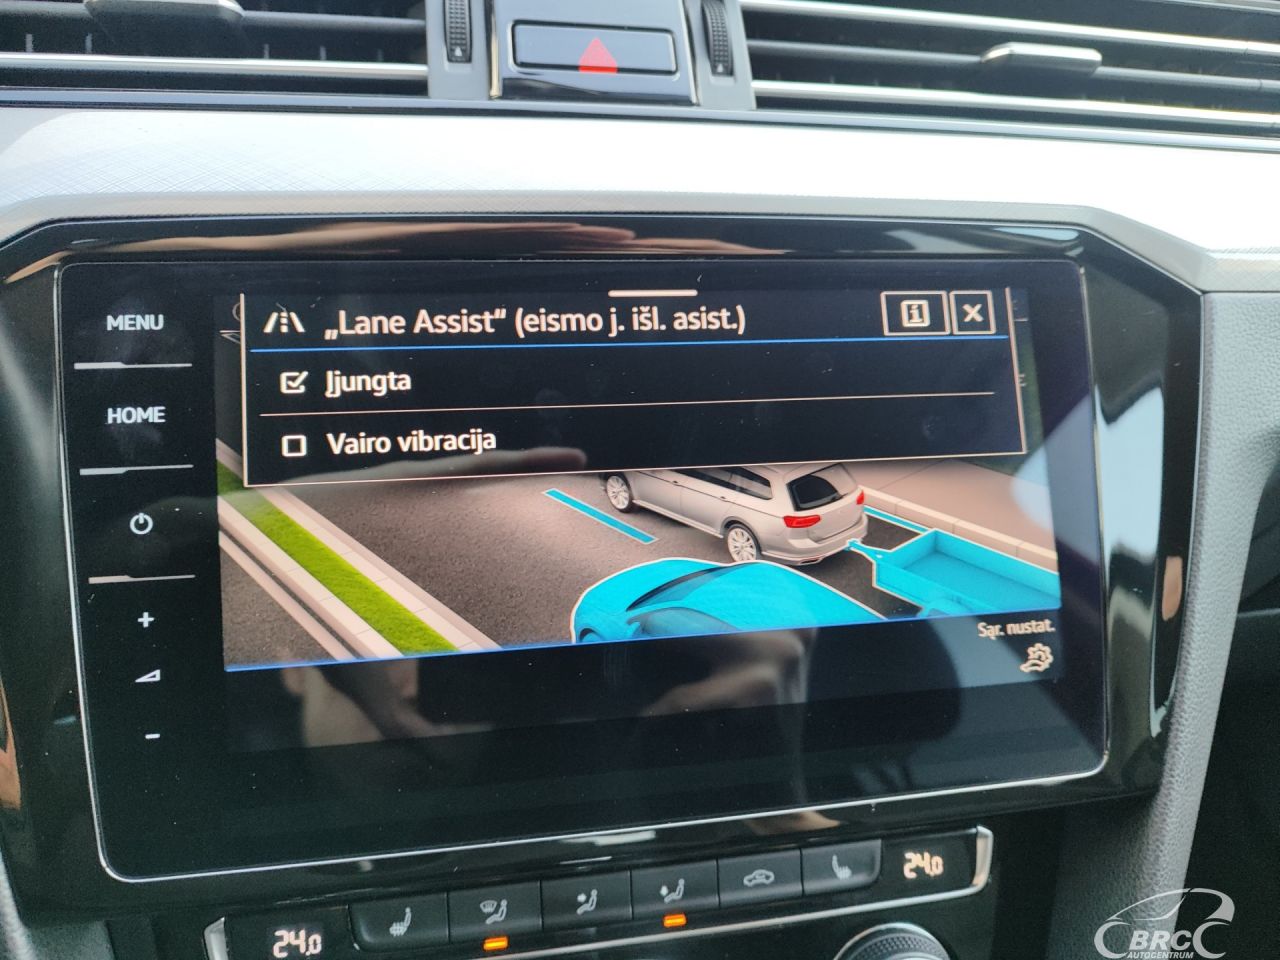 MENU
HOME
„Lane Assist“ (eismo j. išl. asist.)
Įjungta
Vairo vibracija
Sąr. nustat.
24.0
24.0
BRC
AUTOCENTRUM